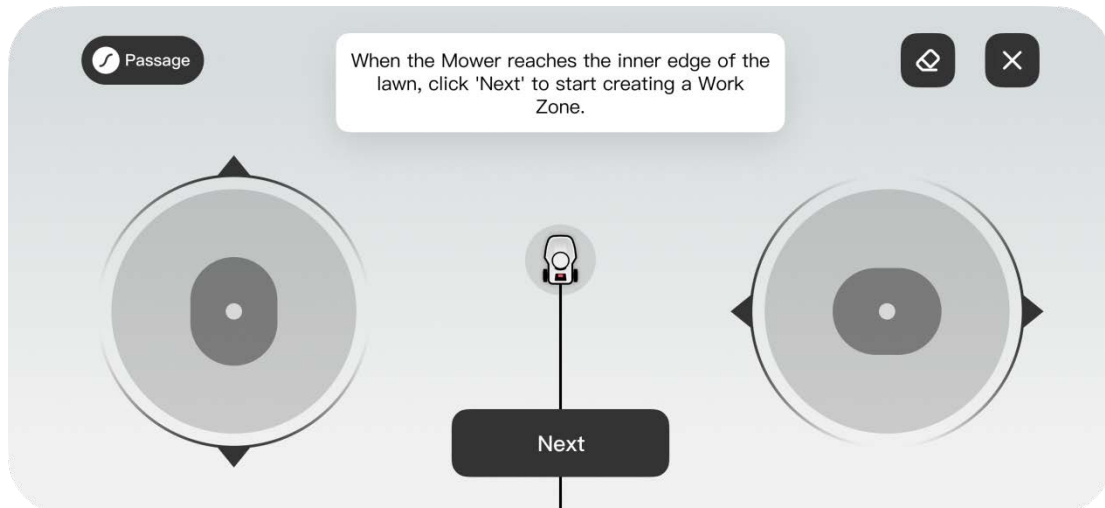 Passage
When the Mower reaches the inner edge of the
lawn, click 'Next' to start creating a Work
Zone.
Next